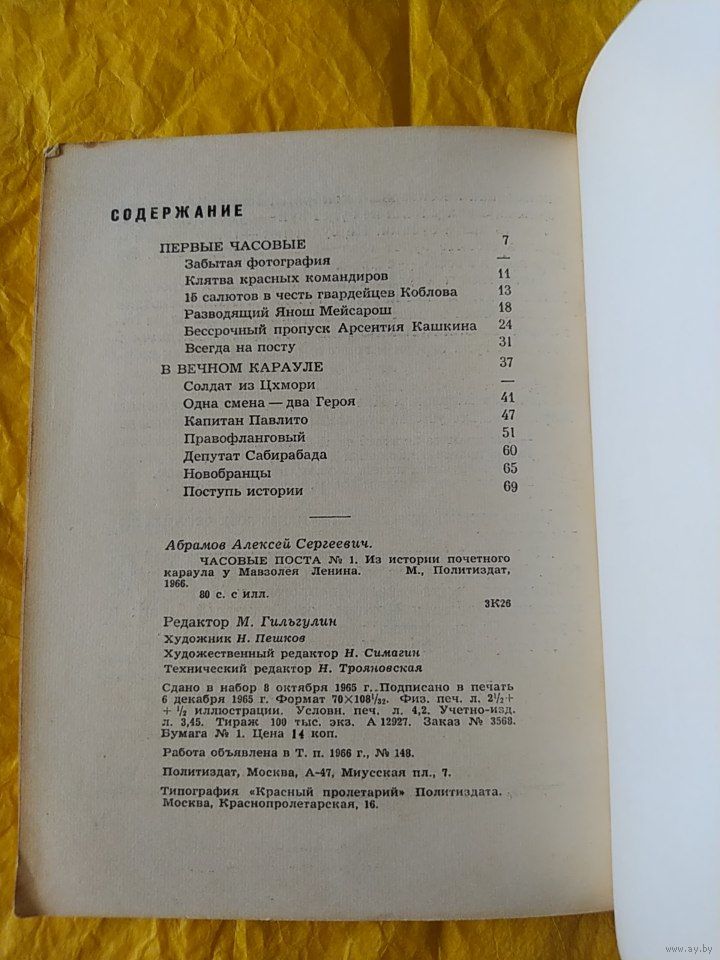 СОДЕРЖАНИЕ
ПЕРВЫЕ ЧАСОВЫЕ 7
Забытая фотография —
Клятва красных командиров 11
15 салютов в честь гвардейцев Коблова 13
Разводящий Янош Мейсарош 18
Бессрочный пропуск Арсентия Кашкина 24
Всегда на посту 31
В ВЕЧНОМ КАРАУЛЕ 37
Солдат из Цхмори —
Одна смена — два Героя 41
Капитан Павлито 47
Правофланговый 51
Депутат Сабирабада 60
Новобранцы 65
Поступь истории 69
Абрамов Алексей Сергеевич.
ЧАСОВЫЕ ПОСТА № 1. Из истории почетного
караула у Мавзолея Ленина. М., Политиздат,
1966.
80 с. с илл.
3К26
Редактор М. Гильгулин
Художник Н. Пешков
Художественный редактор Н. Симагин
Технический редактор Н. Трояновская
Сдано в набор 8 октября 1965 г. Подписано в печать
6 декабря 1965 г. Формат 70×108¹/₃₂. Физ. печ. л. 2¹/₂+
+ ¹/₂ иллюстрации. Условн. печ. л. 4,2. Учетно-изд.
л. 3,45. Тираж 100 тыс. экз. А 12927. Заказ № 3568.
Бумага № 1. Цена 14 коп.
Работа объявлена в Т. п. 1966 г., № 148.
Политиздат, Москва, А-47, Миусская пл., 7.
Типография «Красный пролетарий» Политиздата.
Москва, Краснопролетарская, 16.
www.ay.by